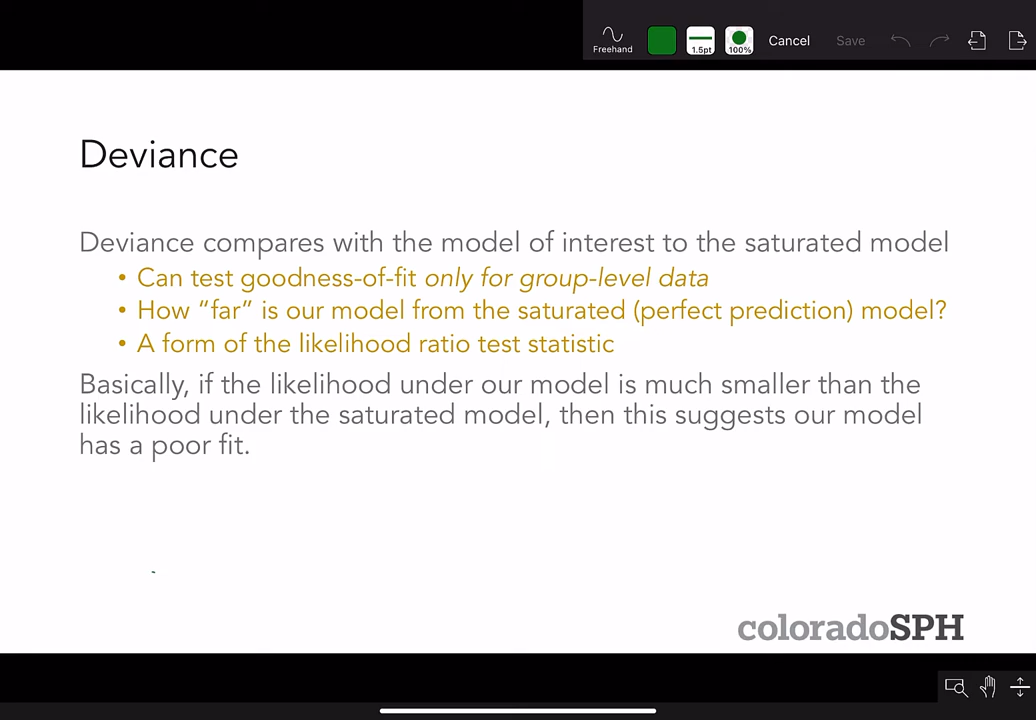 Freehand
1.5pt
100%
Cancel
Save
Deviance
Deviance compares with the model of interest to the saturated model
• Can test goodness-of-fit only for group-level data
• How “far” is our model from the saturated (perfect prediction) model?
• A form of the likelihood ratio test statistic
Basically, if the likelihood under our model is much smaller than the
likelihood under the saturated model, then this suggests our model
has a poor fit.
coloradoSPH